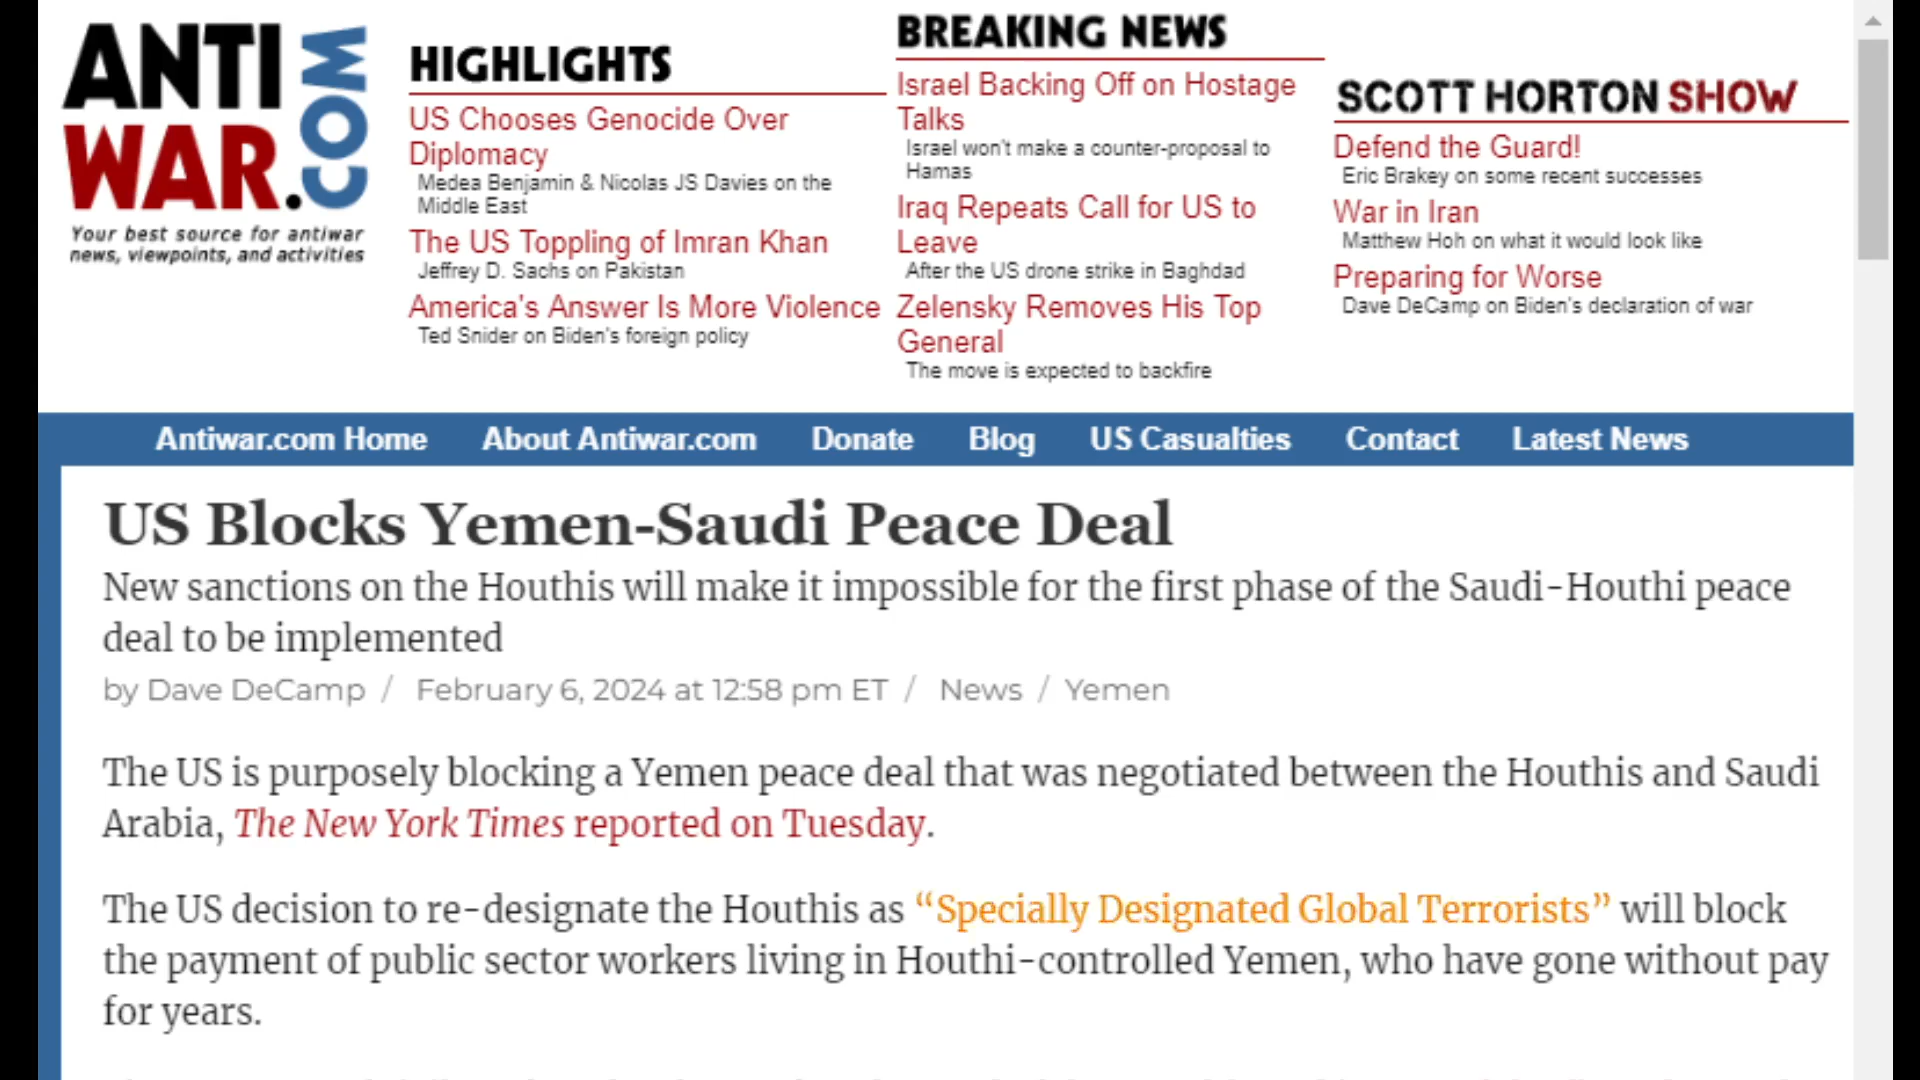 ANTI
WAR.COM
Your best source for antiwar
news, viewpoints, and activities
HIGHLIGHTS
US Chooses Genocide Over
Diplomacy
Medea Benjamin & Nicolas JS Davies on the
Middle East
The US Toppling of Imran Khan
Jeffrey D. Sachs on Pakistan
America's Answer Is More Violence
Ted Snider on Biden's foreign policy
BREAKING NEWS
Israel Backing Off on Hostage
Talks
Israel won't make a counter-proposal to
Hamas
Iraq Repeats Call for US to
Leave
After the US drone strike in Baghdad
Zelensky Removes His Top
General
The move is expected to backfire
SCOTT HORTON SHOW
Defend the Guard!
Eric Brakey on some recent successes
War in Iran
Matthew Hoh on what it would look like
Preparing for Worse
Dave DeCamp on Biden's declaration of war
Antiwar.com Home About Antiwar.com Donate Blog US Casualties Contact Latest News
US Blocks Yemen-Saudi Peace Deal
New sanctions on the Houthis will make it impossible for the first phase of the Saudi-Houthi peace
deal to be implemented
by Dave DeCamp / February 6, 2024 at 12:58 pm ET / News / Yemen
The US is purposely blocking a Yemen peace deal that was negotiated between the Houthis and Saudi
Arabia, The New York Times reported on Tuesday.
The US decision to re-designate the Houthis as “Specially Designated Global Terrorists” will block
the payment of public sector workers living in Houthi-controlled Yemen, who have gone without pay
for years.